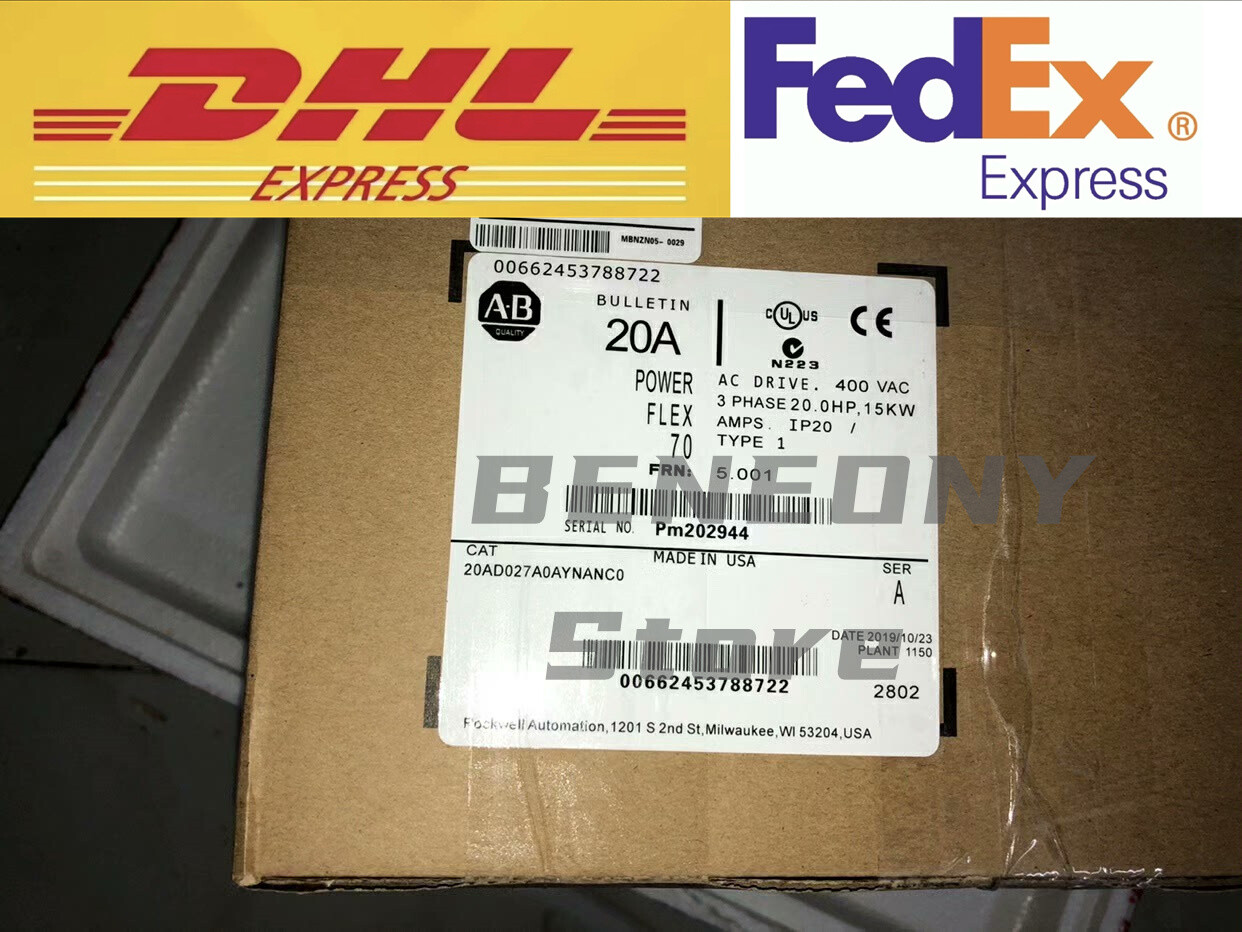 DHL
EXPRESS
FedEx®
Express
MBNZN05- 0029
00662453788722
A·B
QUALITY
BULLETIN
20A
POWER
FLEX
70
C UL US
CE
N223
AC DRIVE. 400 VAC
3 PHASE 20.0HP,15KW
AMPS. IP20 /
TYPE 1
FRN: 5.001
BENEONY
SERIAL NO. Pm202944
MADE IN USA
CAT
20AD027A0AYNANC0
SER
A
Store
DATE 2019/10/23
PLANT 1150
00662453788722
2802
Rockwell Automation,1201 S 2nd St,Milwaukee,WI 53204,USA